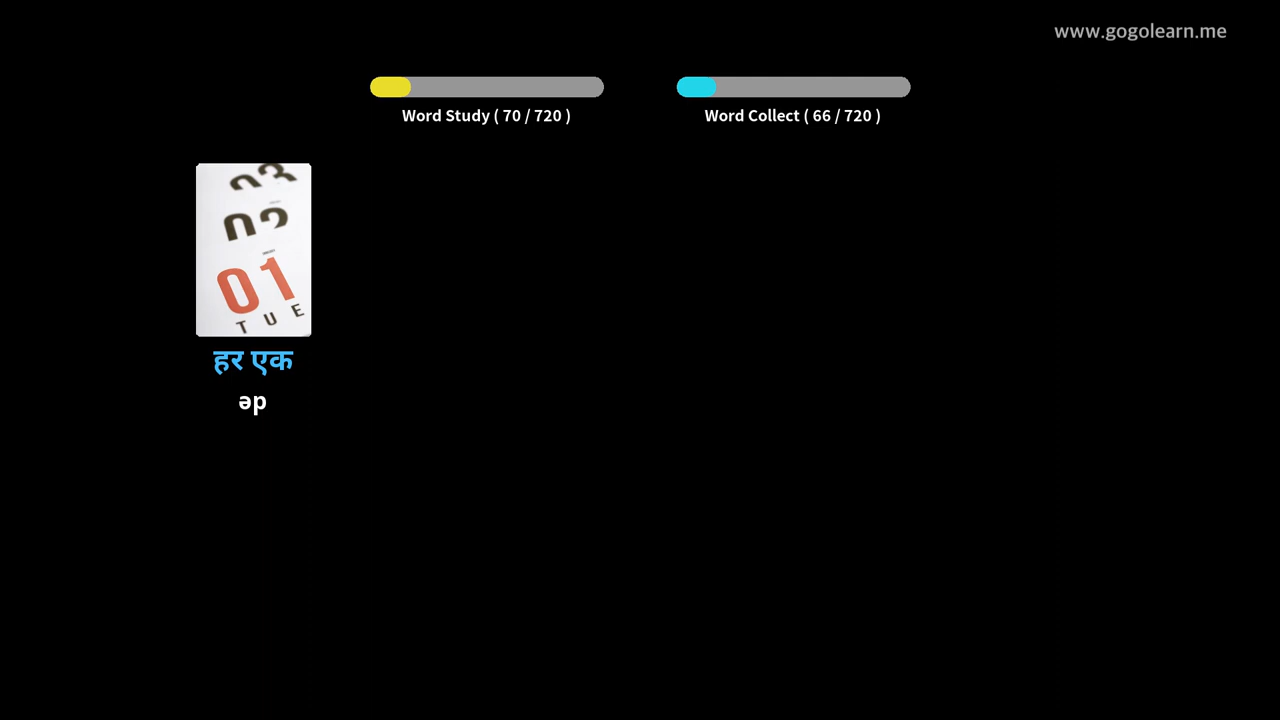 www.gogolearn.me
Word Study ( 70 / 720 )
Word Collect ( 66 / 720 )
03
02
01
TUE
हर एक
əp